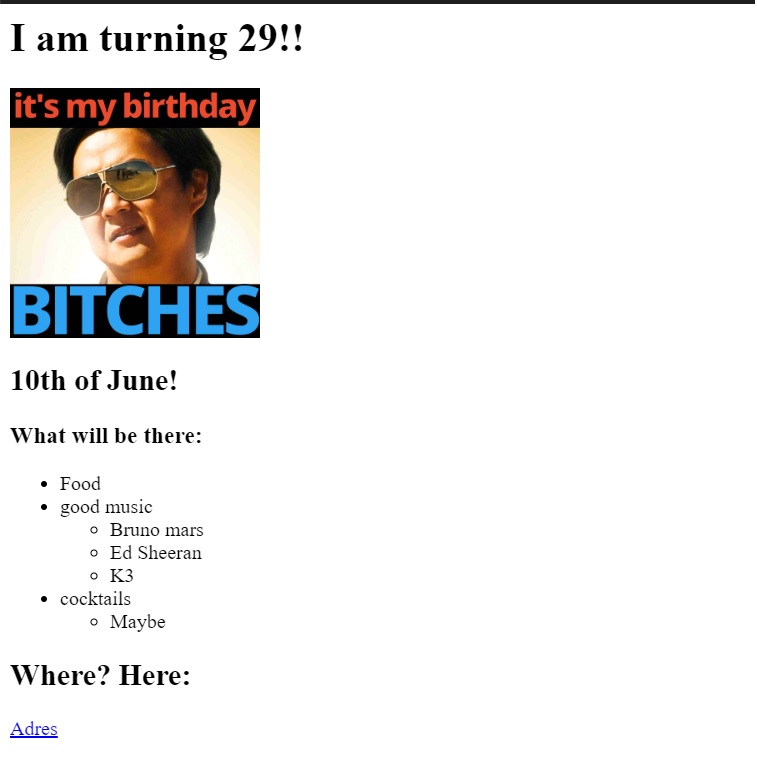 I am turning 29!!
it's my birthday
BITCHES
10th of June!
What will be there:
Food
good music
Bruno mars
Ed Sheeran
K3
cocktails
Maybe
Where? Here:
Adres